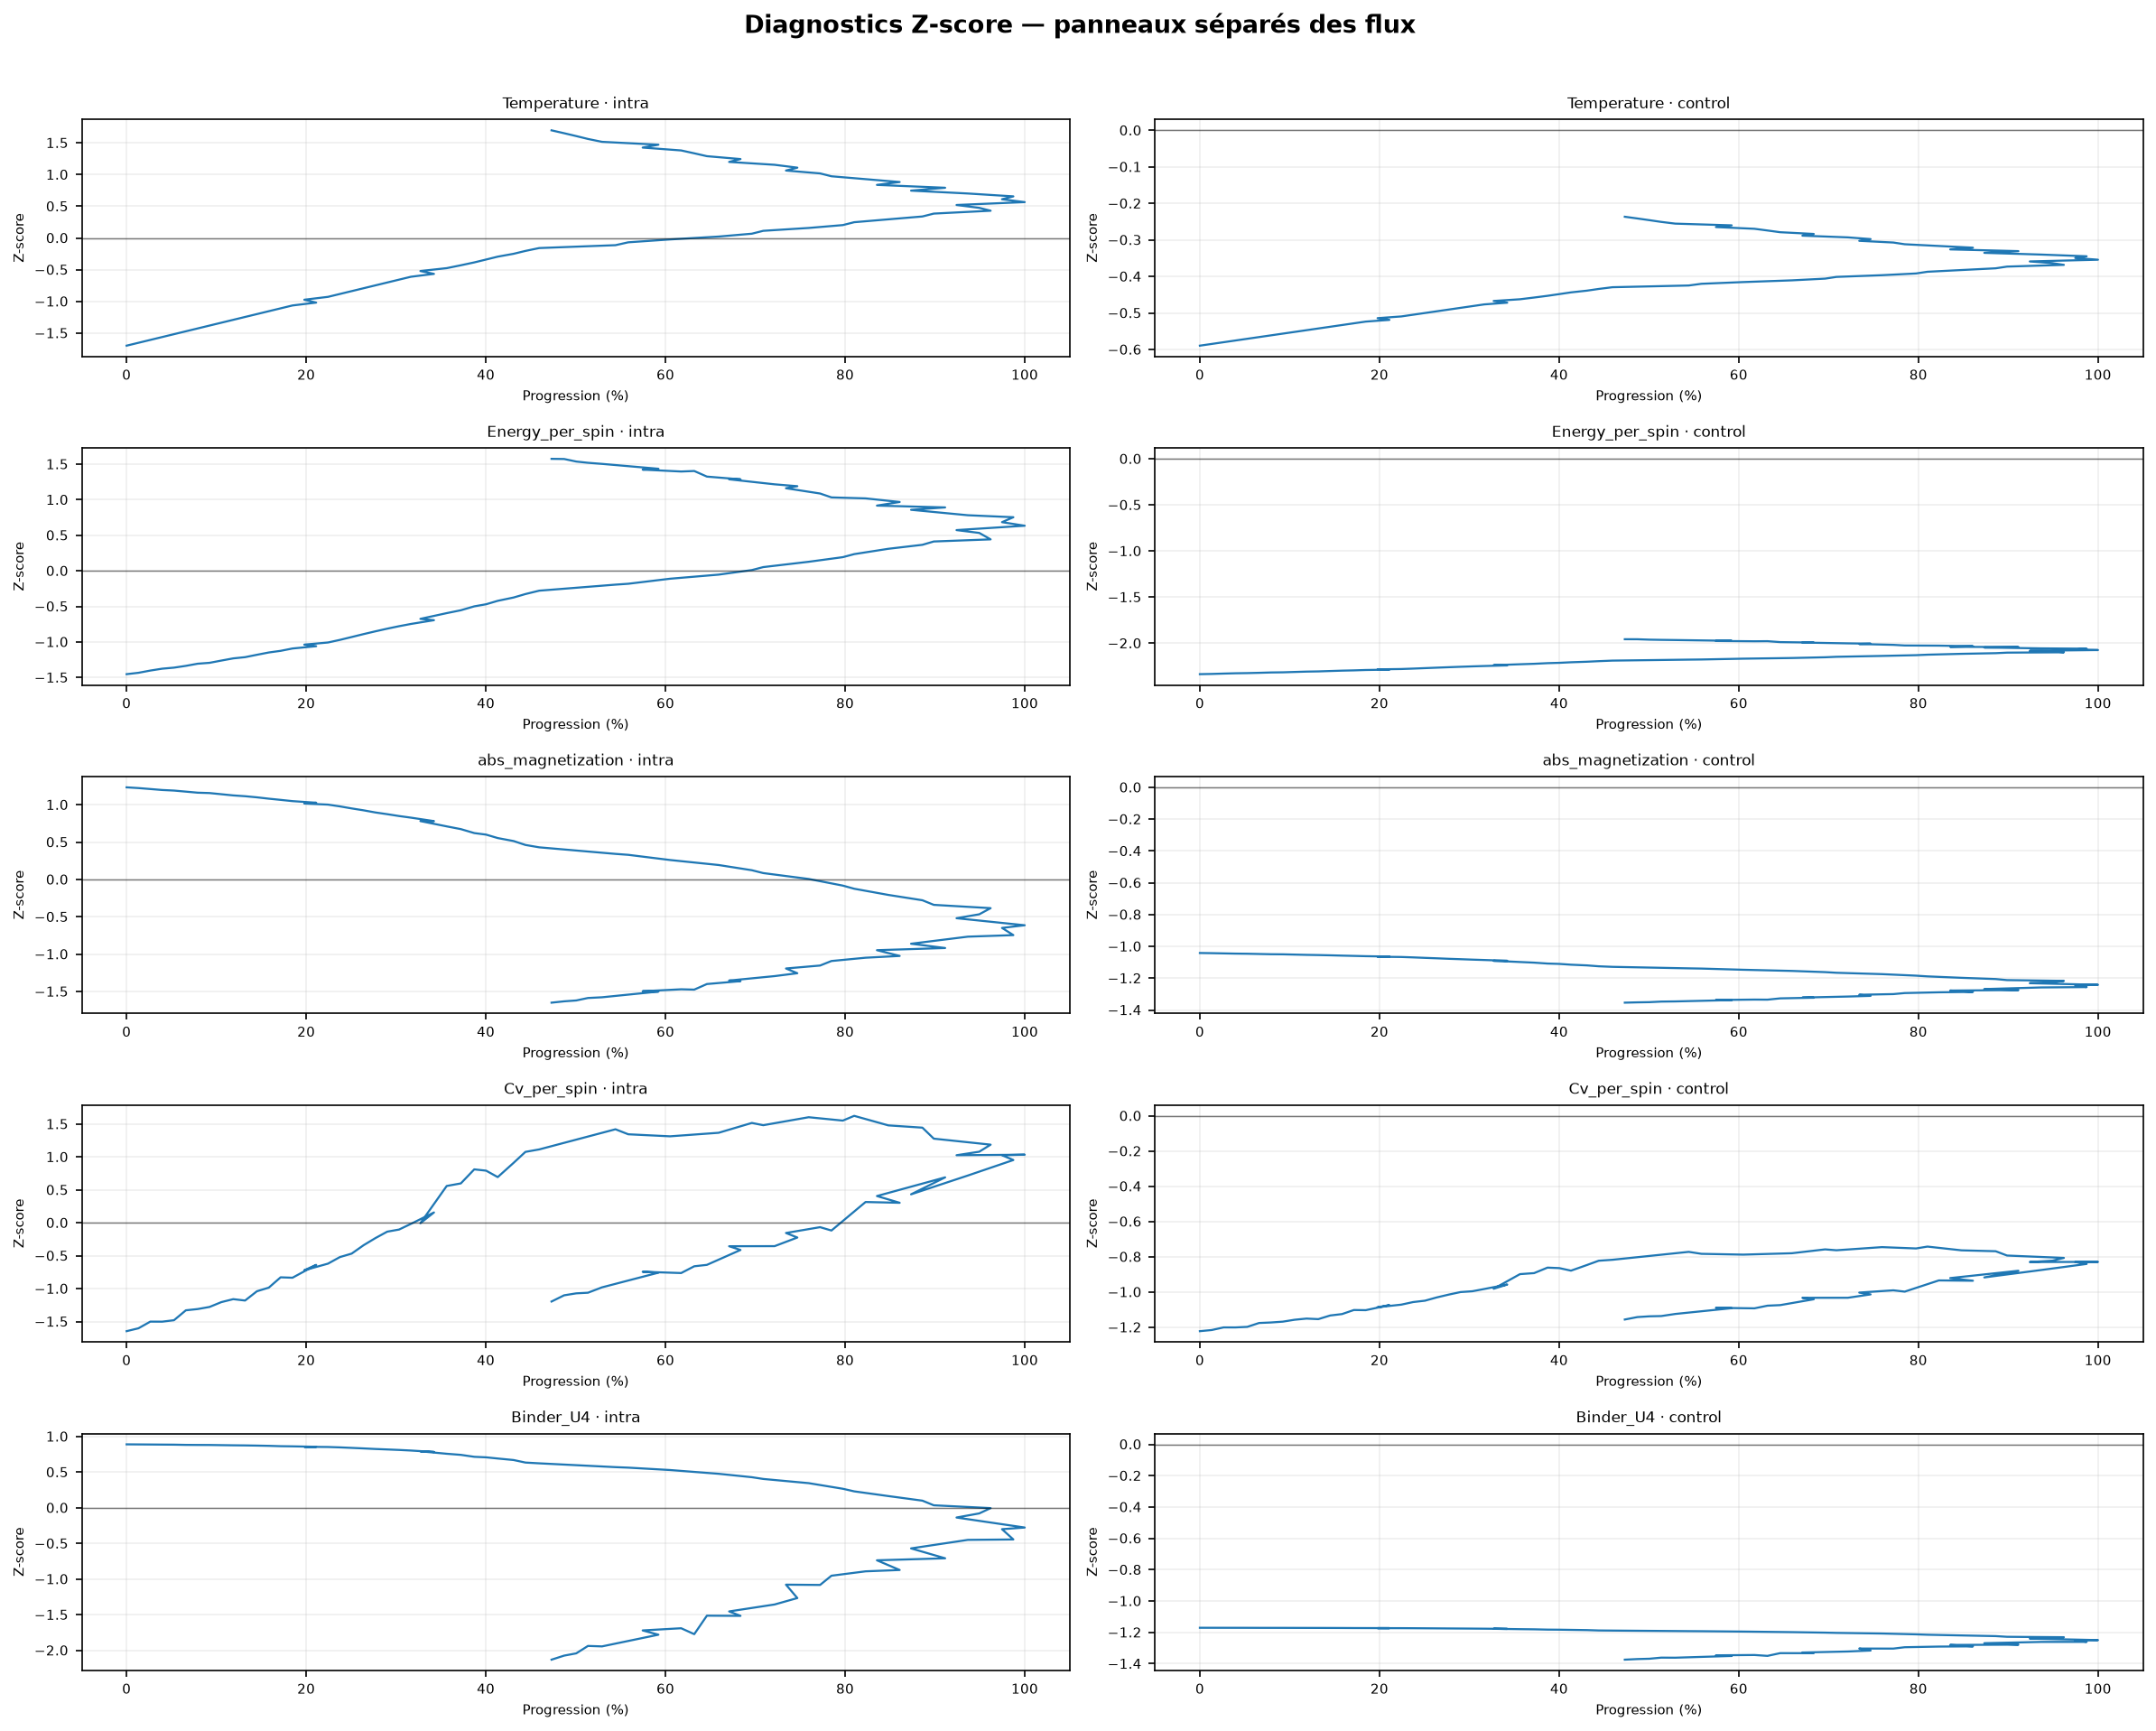 Diagnostics Z-score — panneaux séparés des flux
Temperature · intra
Z-score
1.5
1.0
0.5
0.0
−0.5
−1.0
−1.5
0 20 40 60 80 100
Progression (%)
Temperature · control
Z-score
0.0
−0.1
−0.2
−0.3
−0.4
−0.5
−0.6
0 20 40 60 80 100
Progression (%)
Energy_per_spin · intra
Z-score
1.5
1.0
0.5
0.0
−0.5
−1.0
−1.5
0 20 40 60 80 100
Progression (%)
Energy_per_spin · control
Z-score
0.0
−0.5
−1.0
−1.5
−2.0
0 20 40 60 80 100
Progression (%)
abs_magnetization · intra
Z-score
1.0
0.5
0.0
−0.5
−1.0
−1.5
0 20 40 60 80 100
Progression (%)
abs_magnetization · control
Z-score
0.0
−0.2
−0.4
−0.6
−0.8
−1.0
−1.2
−1.4
0 20 40 60 80 100
Progression (%)
Cv_per_spin · intra
Z-score
1.5
1.0
0.5
0.0
−0.5
−1.0
−1.5
0 20 40 60 80 100
Progression (%)
Cv_per_spin · control
Z-score
0.0
−0.2
−0.4
−0.6
−0.8
−1.0
−1.2
0 20 40 60 80 100
Progression (%)
Binder_U4 · intra
Z-score
1.0
0.5
0.0
−0.5
−1.0
−1.5
−2.0
0 20 40 60 80 100
Progression (%)
Binder_U4 · control
Z-score
0.0
−0.2
−0.4
−0.6
−0.8
−1.0
−1.2
−1.4
0 20 40 60 80 100
Progression (%)